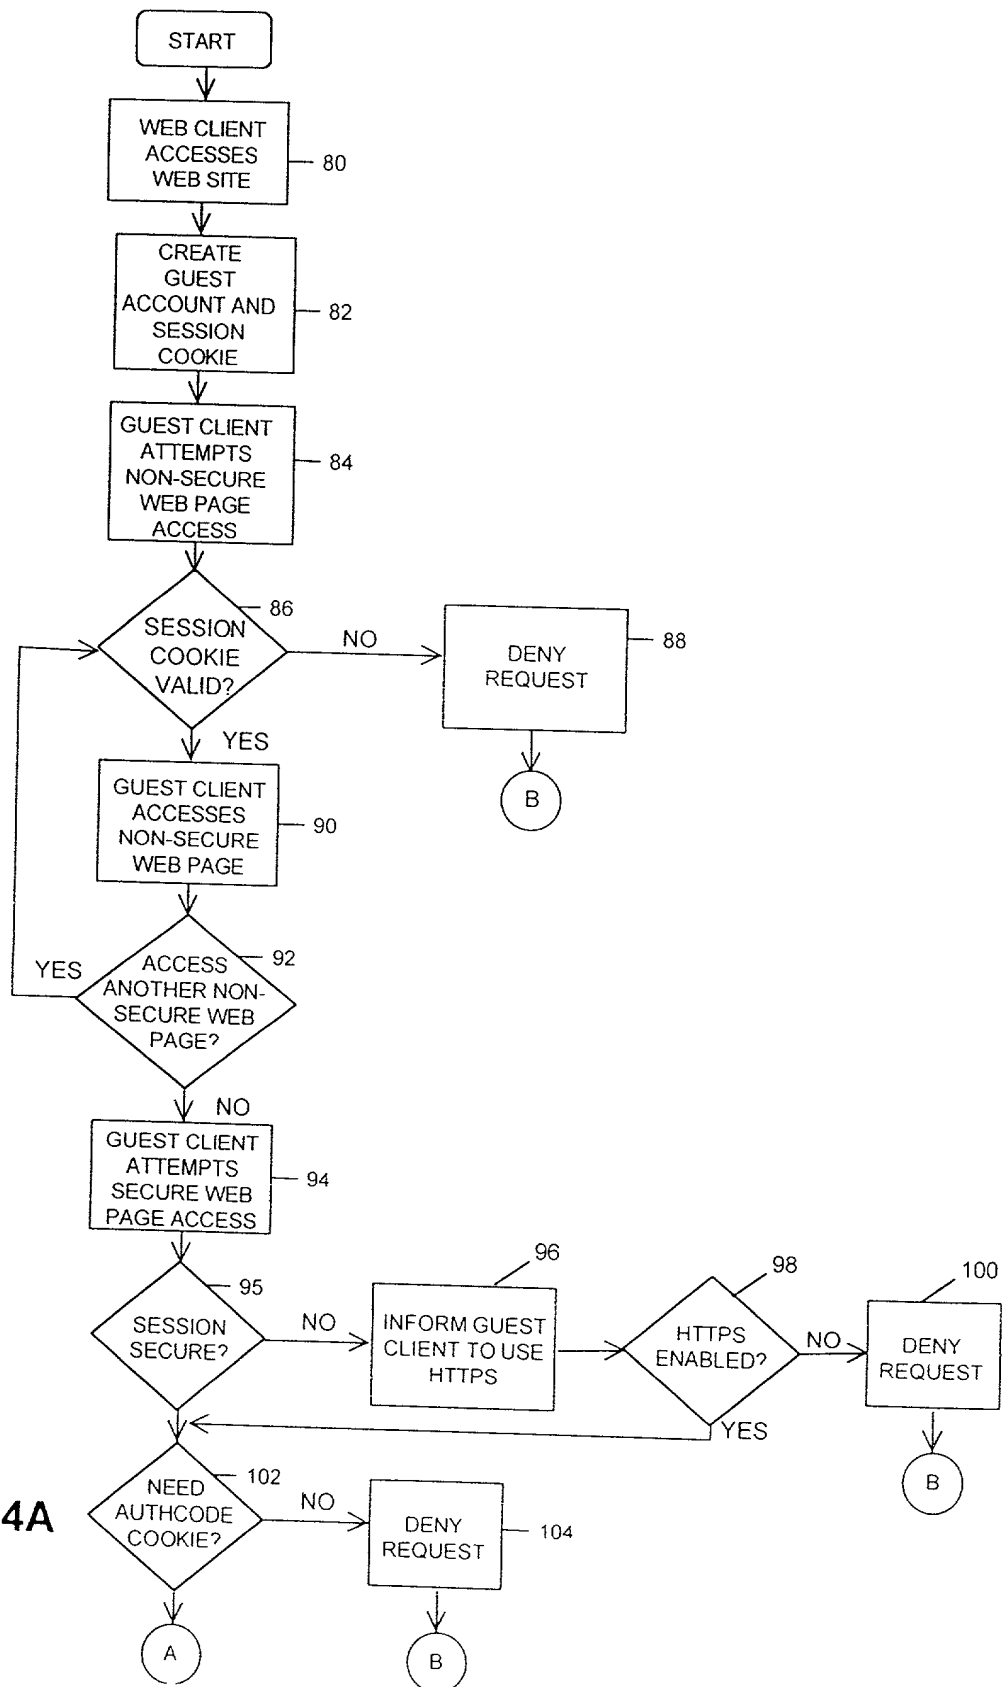 START
WEB CLIENT
ACCESSES
WEB SITE
80
CREATE
GUEST
ACCOUNT AND
SESSION
COOKIE
82
GUEST CLIENT
ATTEMPTS
NON-SECURE
WEB PAGE
ACCESS
84
86
SESSION
COOKIE
VALID?
NO
DENY
REQUEST
88
YES
B
GUEST CLIENT
ACCESSES
NON-SECURE
WEB PAGE
90
92
YES
ACCESS
ANOTHER NON-
SECURE WEB
PAGE?
NO
GUEST CLIENT
ATTEMPTS
SECURE WEB
PAGE ACCESS
94
95
SESSION
SECURE?
NO
96
INFORM GUEST
CLIENT TO USE
HTTPS
98
HTTPS
ENABLED?
NO
100
DENY
REQUEST
YES
B
102
NEED
AUTHCODE
COOKIE?
NO
DENY
REQUEST
104
4A
A
B